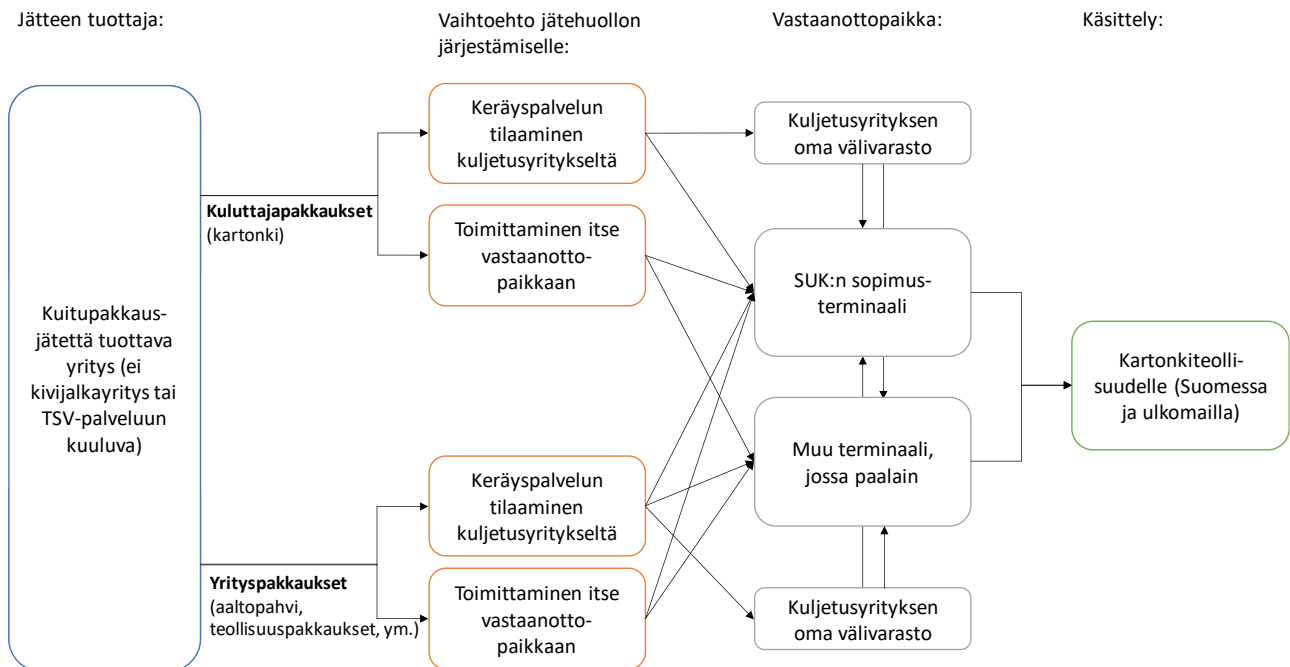 Jätteen tuottaja:
Vaihtoehto jätehuollon
järjestämiselle:
Vastaanottopaikka:
Käsittely:
Kuitupakkaus-
jätettä tuottava
yritys (ei
kivijalkayritys tai
TSV-palveluun
kuuluva)
Kuluttajapakkaukset
(kartonki)
Yrityspakkaukset
(aaltopahvi,
teollisuuspakkaukset, ym.)
Keräyspalvelun
tilaaminen
kuljetusyritykseltä
Toimittaminen itse
vastaanotto-
paikkaan
Keräyspalvelun
tilaaminen
kuljetusyritykseltä
Toimittaminen itse
vastaanotto-
paikkaan
Kuljetusyrityksen
oma välivarasto
SUK:n sopimus-
terminaali
Muu terminaali,
jossa paalain
Kuljetusyrityksen
oma välivarasto
Kartonkiteolli-
suudelle (Suomessa
ja ulkomailla)